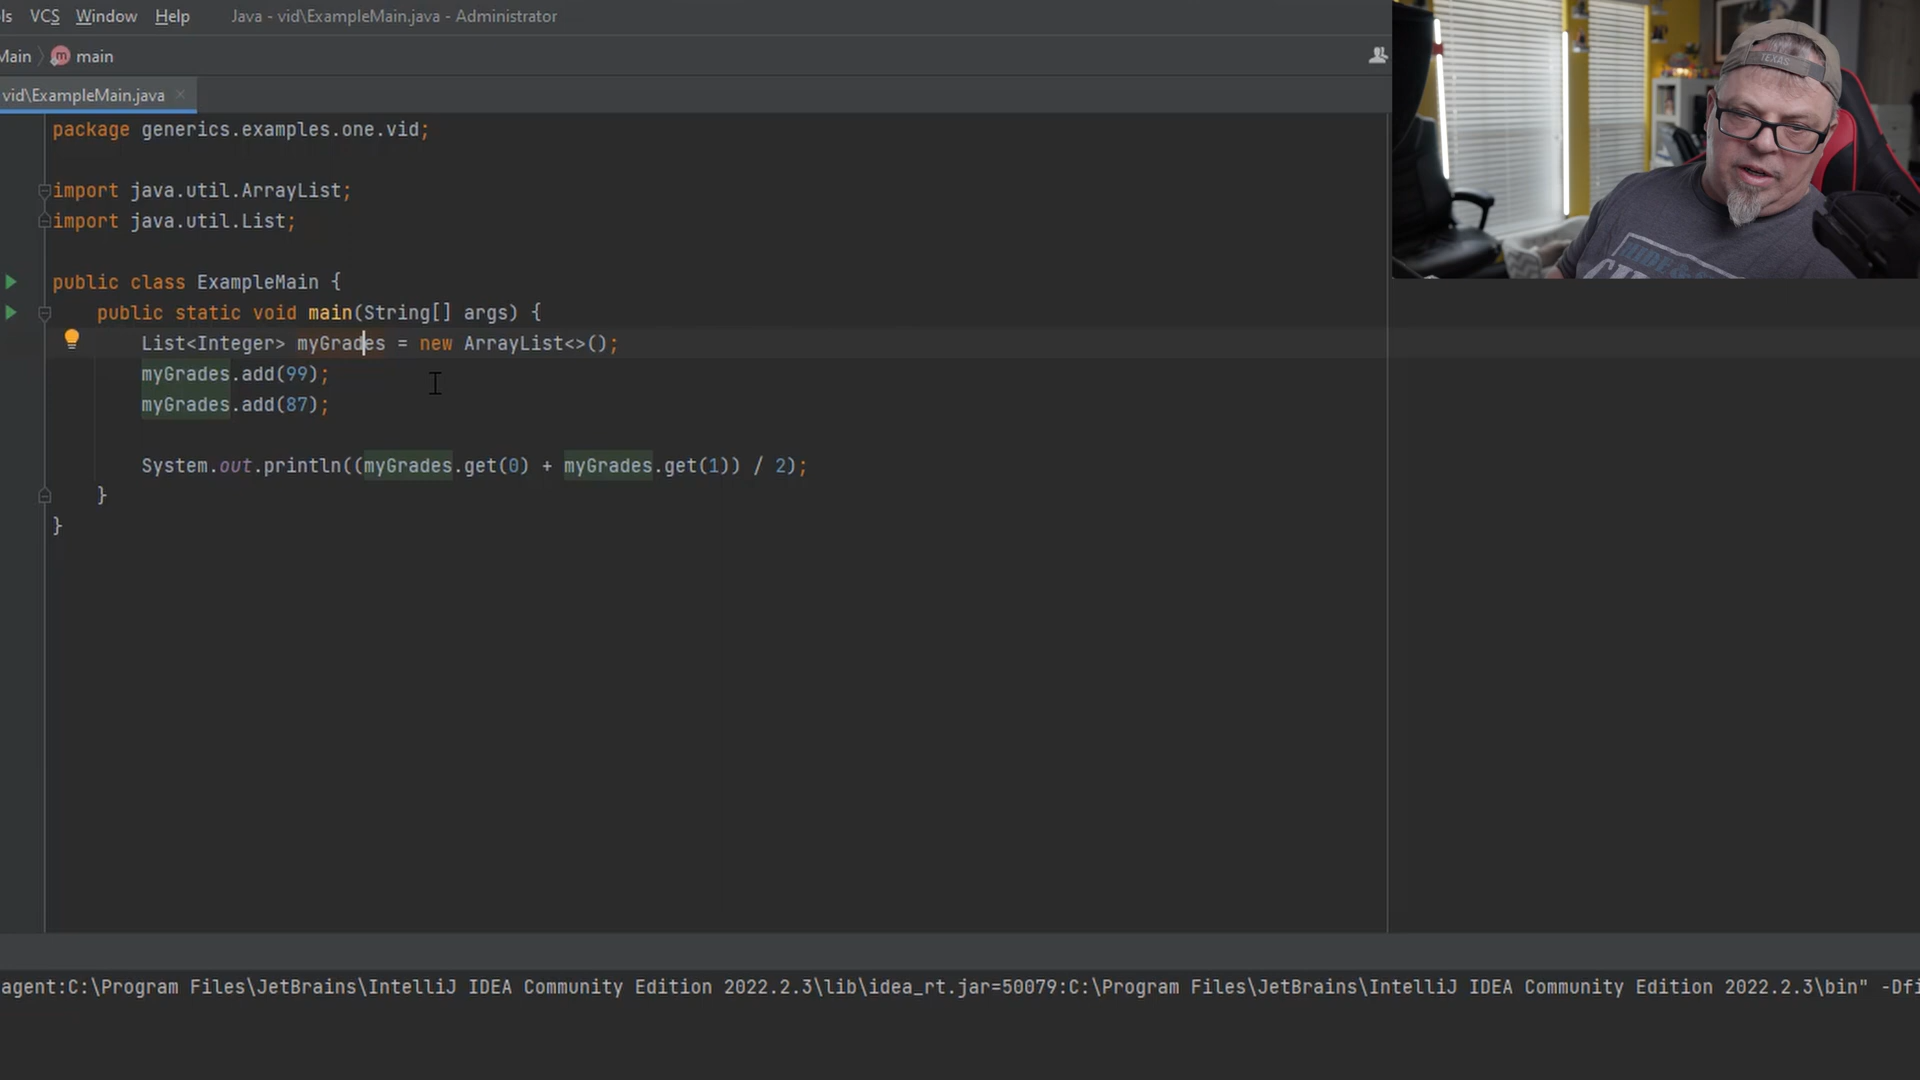 VCS Window Help Java - vid\ExampleMain.java - Administrator
Main main
vid\ExampleMain.java
package generics.examples.one.vid;
import java.util.ArrayList;
import java.util.List;
public class ExampleMain {
public static void main(String[] args) {
List<Integer> myGrades = new ArrayList<>();
myGrades.add(99);
myGrades.add(87);
System.out.println((myGrades.get(0) + myGrades.get(1)) / 2);
}
}
agent:C:\Program Files\JetBrains\IntelliJ IDEA Community Edition 2022.2.3\lib\idea_rt.jar=50079:C:\Program Files\JetBrains\IntelliJ IDEA Community Edition 2022.2.3\bin" -Dfi
TEXAS